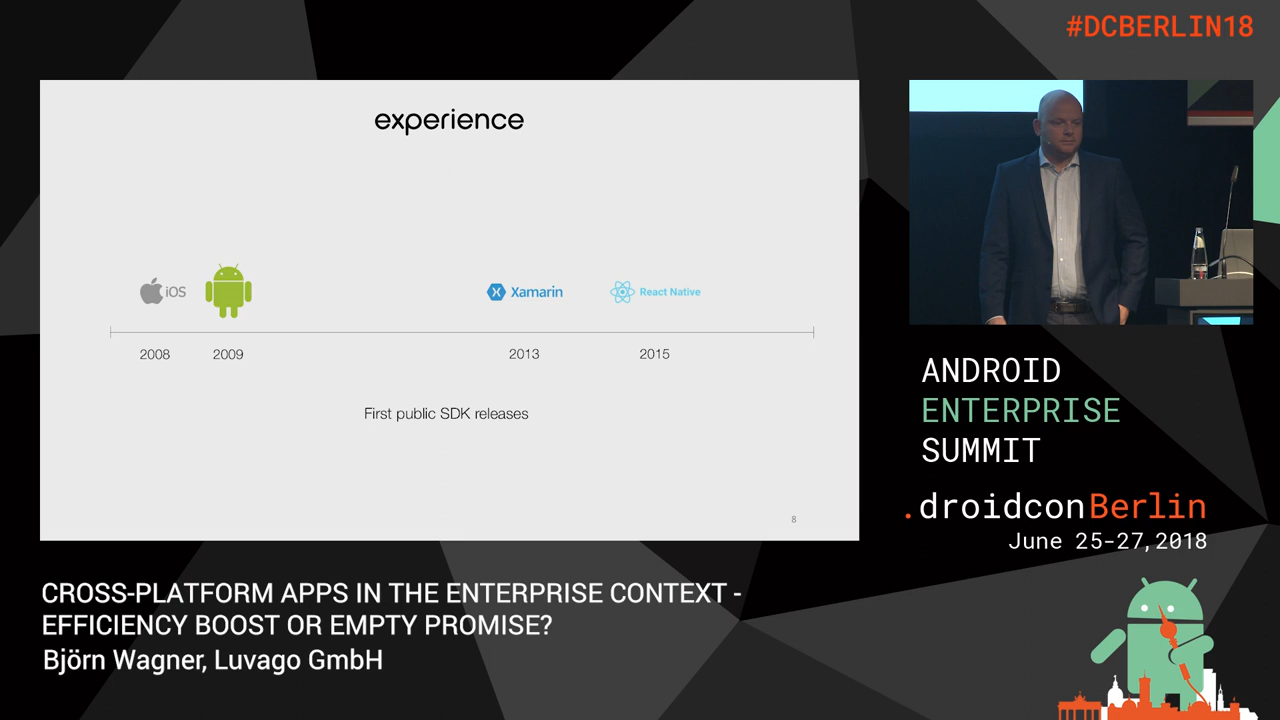 #DCBERLIN18
experience
iOS
Xamarin
React Native
2008
2009
2013
2015
First public SDK releases
8
ANDROID
ENTERPRISE
SUMMIT
.droidconBerlin
June 25-27, 2018
CROSS-PLATFORM APPS IN THE ENTERPRISE CONTEXT -
EFFICIENCY BOOST OR EMPTY PROMISE?
Björn Wagner, Luvago GmbH